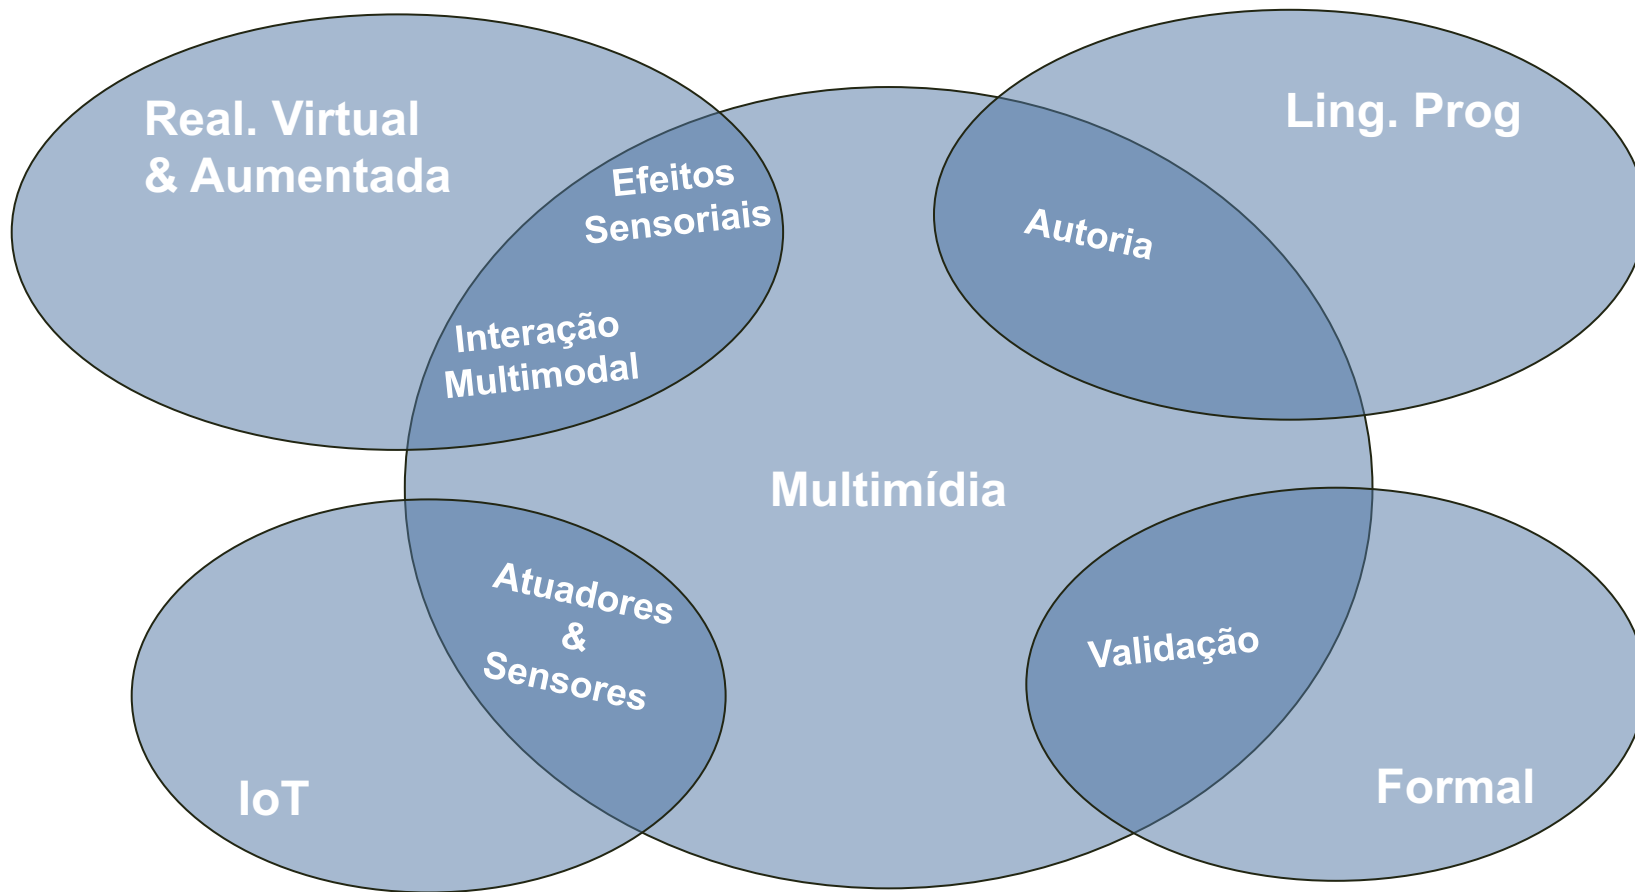 Real. Virtual
& Aumentada
Efeitos
Sensoriais
Interação
Multimodal
Ling. Prog
Autoria
Multimídia
Atuadores
&
Sensores
IoT
Validação
Formal